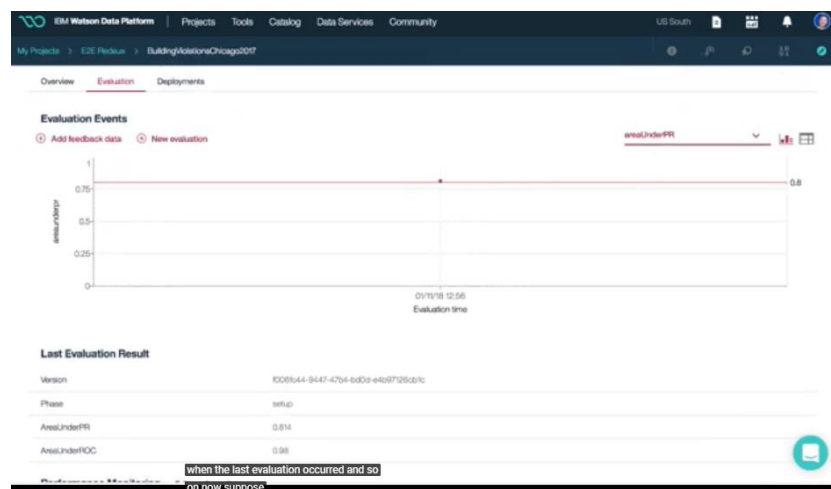 IBM Watson Data Platform | Projects Tools Catalog Data Services Community US South
My Projects > E2E Redeux > BuildingViolationsChicago2017
Overview Evaluation Deployments
Evaluation Events
Add feedback data New evaluation areaUnderPR
1
0.75
0.5
0.25
0
areaunderpr
0.8
01/11/18 12:56
Evaluation time
Last Evaluation Result
Version
Phase setup
AreaUnderPR 0.814
AreaUnderROC 0.98
when the last evaluation occurred and so
Performance Monitoring
on now suppose